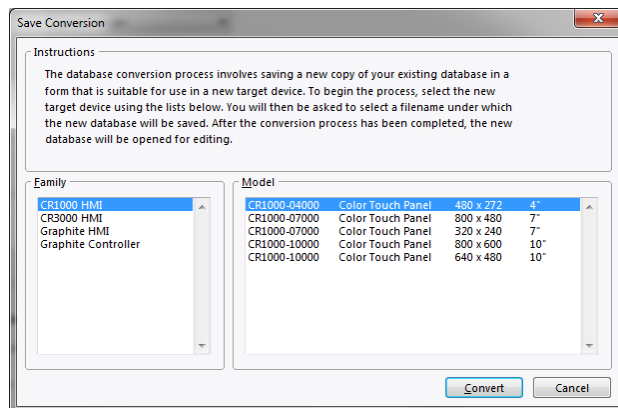 Save Conversion
Instructions
The database conversion process involves saving a new copy of your existing database in a
form that is suitable for use in a new target device. To begin the process, select the new
target device using the lists below. You will then be asked to select a filename under which
the new database will be saved. After the conversion process has been completed, the new
database will be opened for editing.
Family
CR1000 HMI
CR3000 HMI
Graphite HMI
Graphite Controller
Model
CR1000-04000 Color Touch Panel 480 x 272 4"
CR1000-07000 Color Touch Panel 800 x 480 7"
CR1000-07000 Color Touch Panel 320 x 240 7"
CR1000-10000 Color Touch Panel 800 x 600 10"
CR1000-10000 Color Touch Panel 640 x 480 10"
Convert Cancel